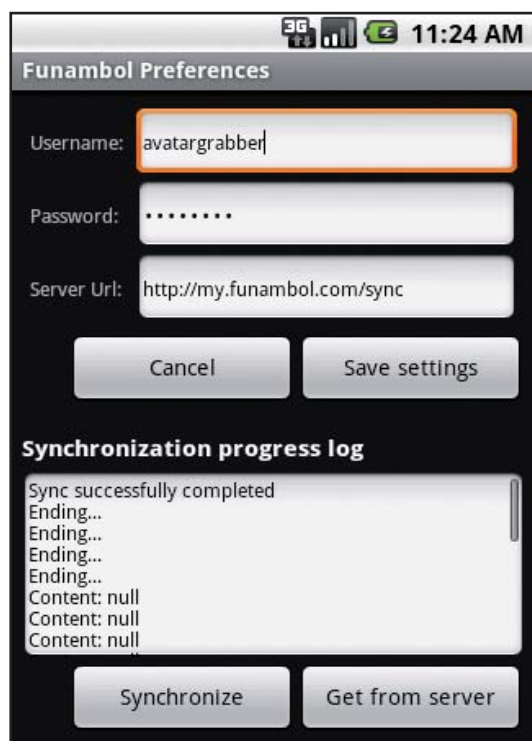 3G 11:24 AM
Funambol Preferences
Username: avatargrabber
Password: ••••••••
Server Url: http://my.funambol.com/sync
Cancel Save settings
Synchronization progress log
Sync successfully completed
Ending...
Ending...
Ending...
Ending...
Content: null
Content: null
Content: null
Synchronize Get from server